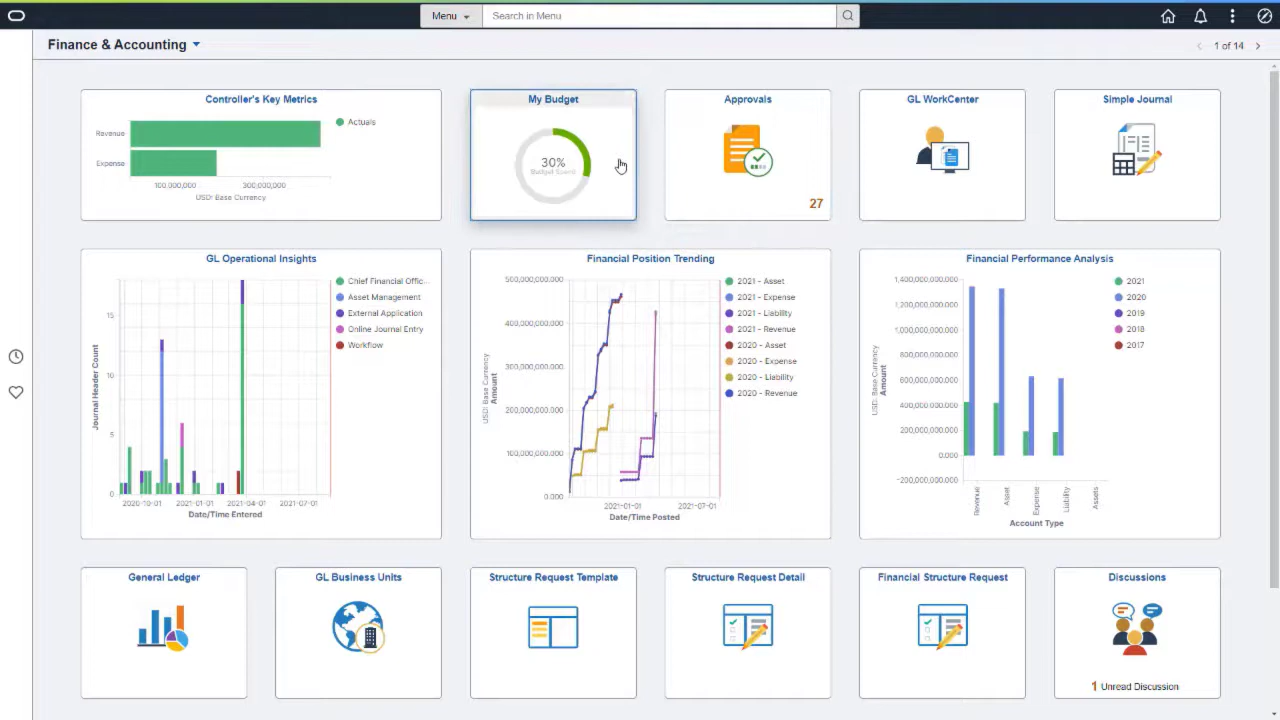 Menu
Search in Menu
Finance & Accounting
1 of 14
Controller's Key Metrics
Revenue
Expense
100,000,000
300,000,000
USD: Base Currency
Actuals
My Budget
30%
Budget Spent
Approvals
27
GL WorkCenter
Simple Journal
GL Operational Insights
Journal Header Count
15
10
5
0
2020-10-01
2021-01-01
2021-04-01
2021-07-01
Date/Time Entered
Chief Financial Offic...
Asset Management
External Application
Online Journal Entry
Workflow
Financial Position Trending
USD: Base Currency
Amount
500,000,000.000
400,000,000.000
300,000,000.000
200,000,000.000
100,000,000.000
0.000
2021-01-01
2021-07-01
Date/Time Posted
2021 - Asset
2021 - Expense
2021 - Liability
2021 - Revenue
2020 - Asset
2020 - Expense
2020 - Liability
2020 - Revenue
Financial Performance Analysis
USD: Base Currency
Amount
1,400,000,000.000
1,200,000,000.000
1,000,000,000.000
800,000,000.000
600,000,000.000
400,000,000.000
200,000,000.000
0.000
-200,000,000.000
Revenue
Asset
Expense
Liability
Assets
Account Type
2021
2020
2019
2018
2017
General Ledger
GL Business Units
Structure Request Template
Structure Request Detail
Financial Structure Request
Discussions
1 Unread Discussion